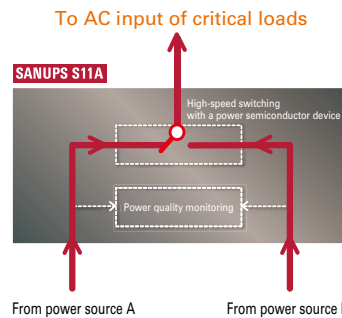 To AC input of critical loads
SANUPS S11A
High-speed switching
with a power semiconductor device
Power quality monitoring
From power source A
From power source